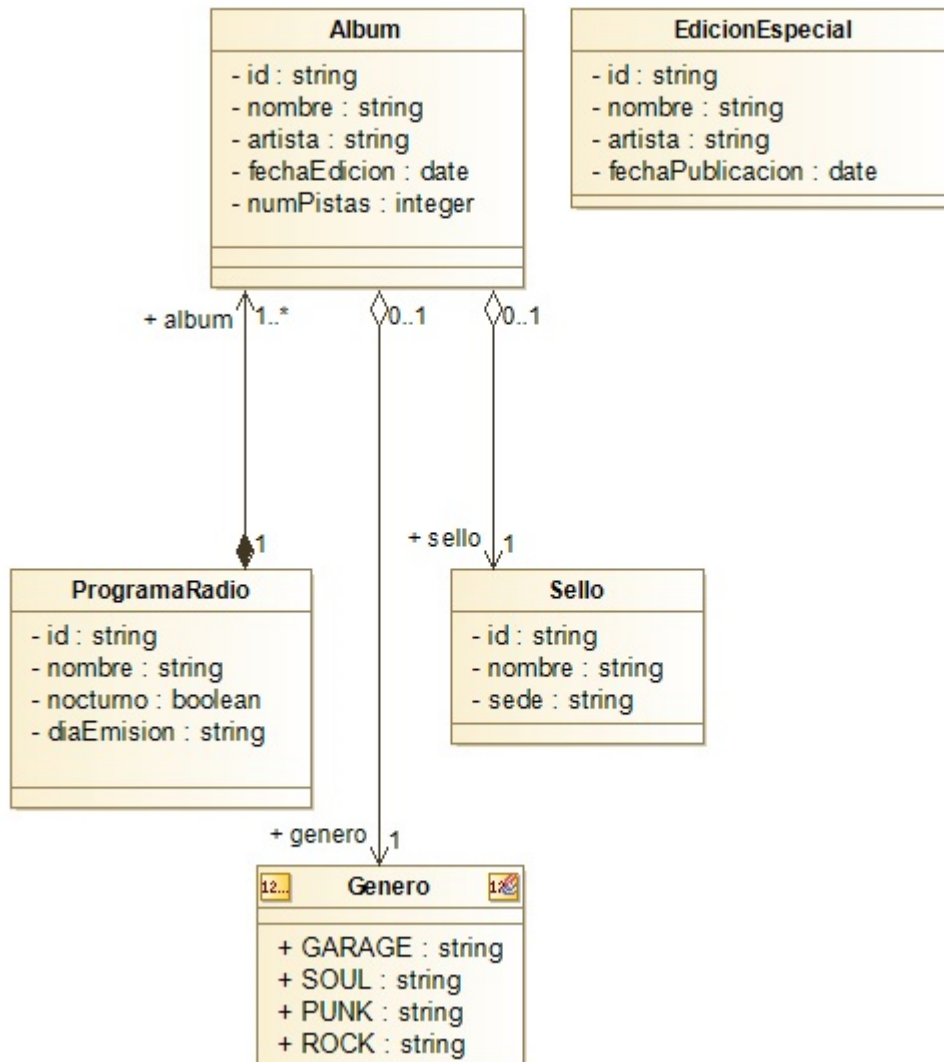 Album
- id : string
- nombre : string
- artista : string
- fechaEdicion : date
- numPistas : integer
EdicionEspecial
- id : string
- nombre : string
- artista : string
- fechaPublicacion : date
+ album
1..*
0..1
0..1
1
+ sello
1
ProgramaRadio
- id : string
- nombre : string
- nocturno : boolean
- diaEmision : string
Sello
- id : string
- nombre : string
- sede : string
+ genero
1
12...
Genero
+ GARAGE : string
+ SOUL : string
+ PUNK : string
+ ROCK : string